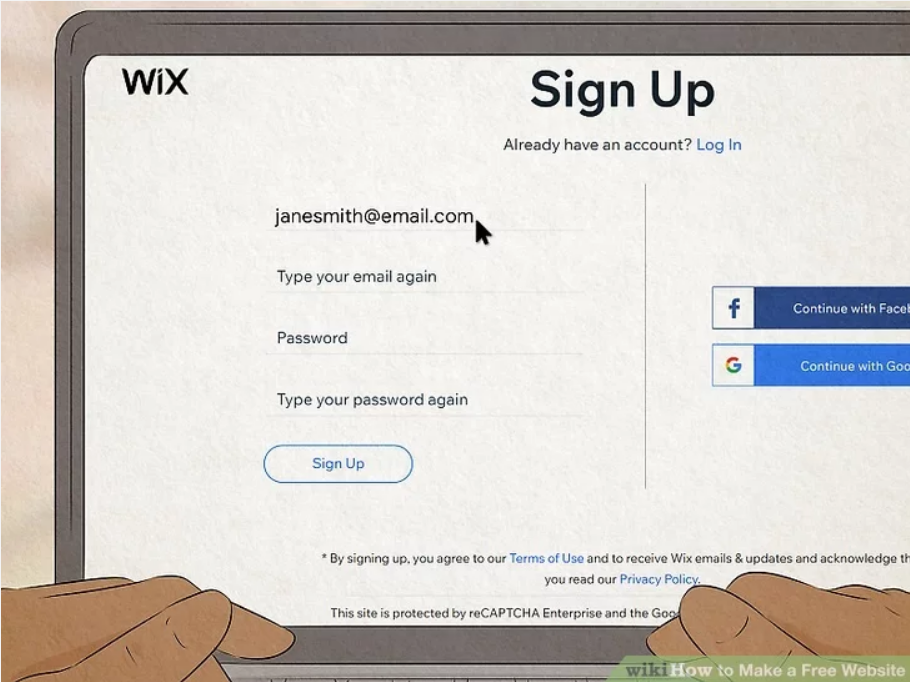 WiX
Sign Up
Already have an account? Log In
janesmith@email.com
Type your email again
Password
Type your password again
Sign Up
f
Continue with Faceb
G
Continue with Goo
* By signing up, you agree to our Terms of Use and to receive Wix emails & updates and acknowledge th
you read our Privacy Policy.
This site is protected by reCAPTCHA Enterprise and the Goo
wikiHow to Make a Free Website